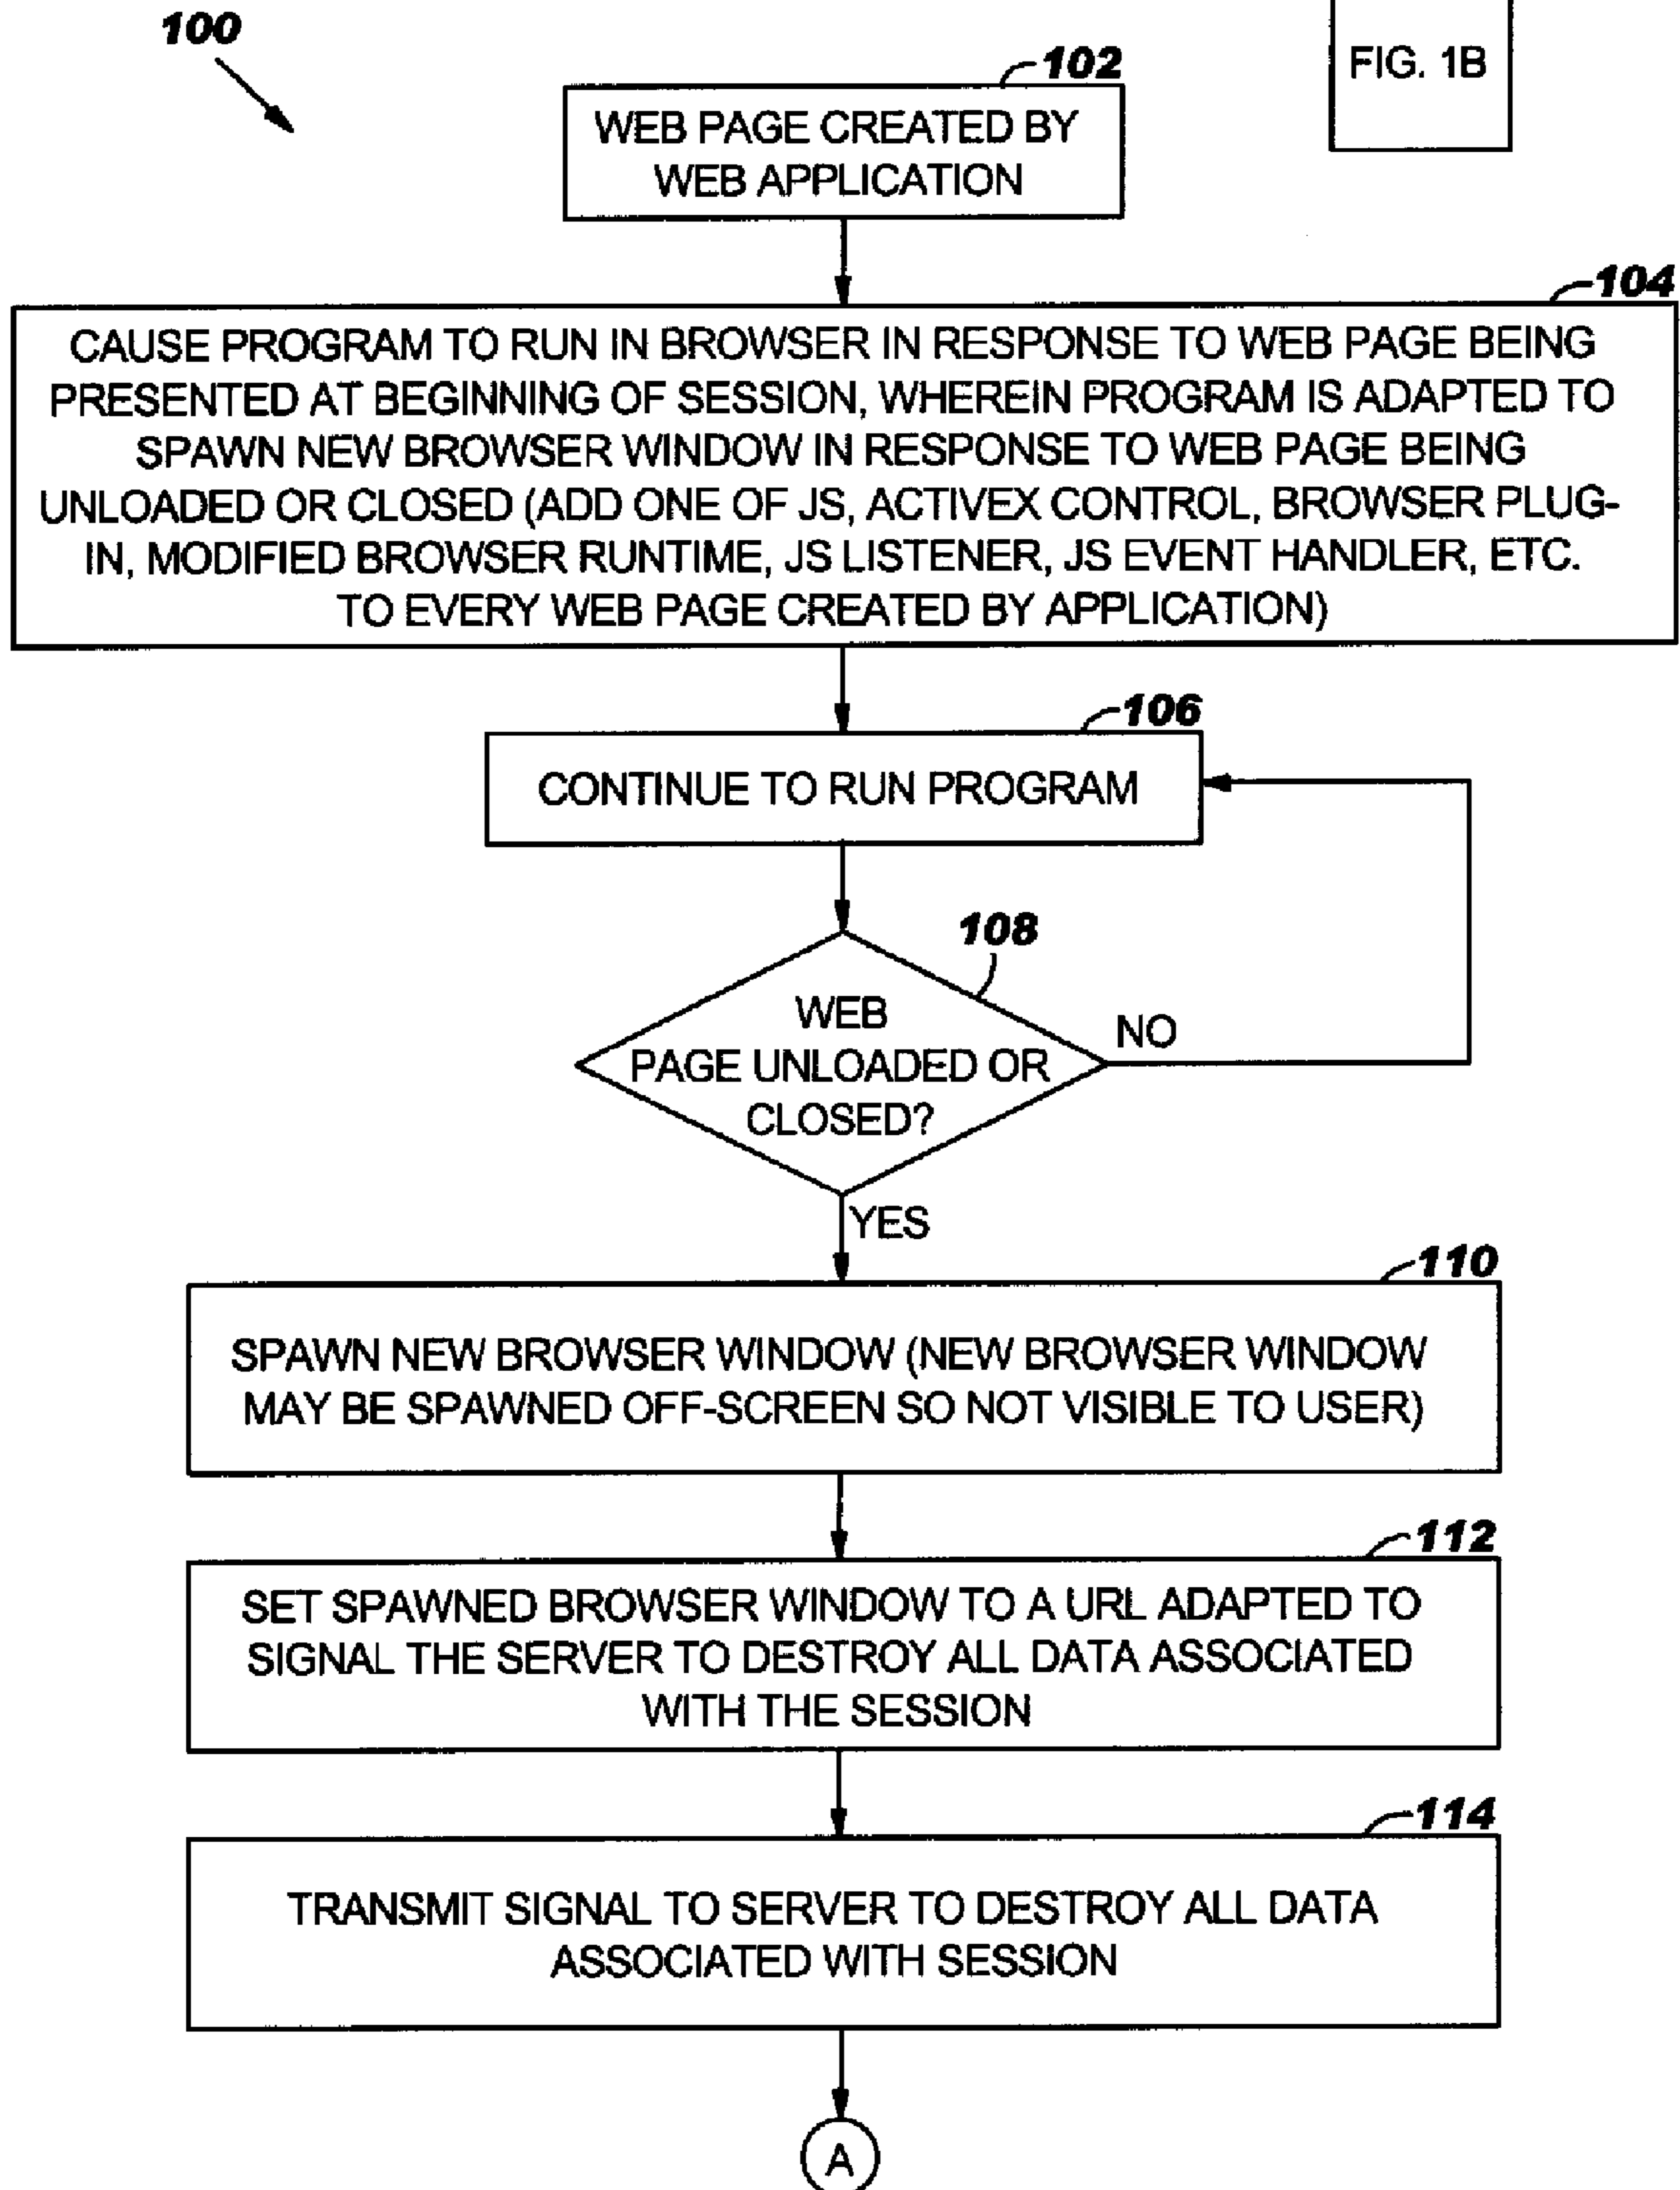 100
FIG. 1B
102
WEB PAGE CREATED BY
WEB APPLICATION
104
CAUSE PROGRAM TO RUN IN BROWSER IN RESPONSE TO WEB PAGE BEING
PRESENTED AT BEGINNING OF SESSION, WHEREIN PROGRAM IS ADAPTED TO
SPAWN NEW BROWSER WINDOW IN RESPONSE TO WEB PAGE BEING
UNLOADED OR CLOSED (ADD ONE OF JS, ACTIVEX CONTROL, BROWSER PLUG-
IN, MODIFIED BROWSER RUNTIME, JS LISTENER, JS EVENT HANDLER, ETC.
TO EVERY WEB PAGE CREATED BY APPLICATION)
106
CONTINUE TO RUN PROGRAM
108
WEB
PAGE UNLOADED OR
CLOSED?
NO
YES
110
SPAWN NEW BROWSER WINDOW (NEW BROWSER WINDOW
MAY BE SPAWNED OFF-SCREEN SO NOT VISIBLE TO USER)
112
SET SPAWNED BROWSER WINDOW TO A URL ADAPTED TO
SIGNAL THE SERVER TO DESTROY ALL DATA ASSOCIATED
WITH THE SESSION
114
TRANSMIT SIGNAL TO SERVER TO DESTROY ALL DATA
ASSOCIATED WITH SESSION
A